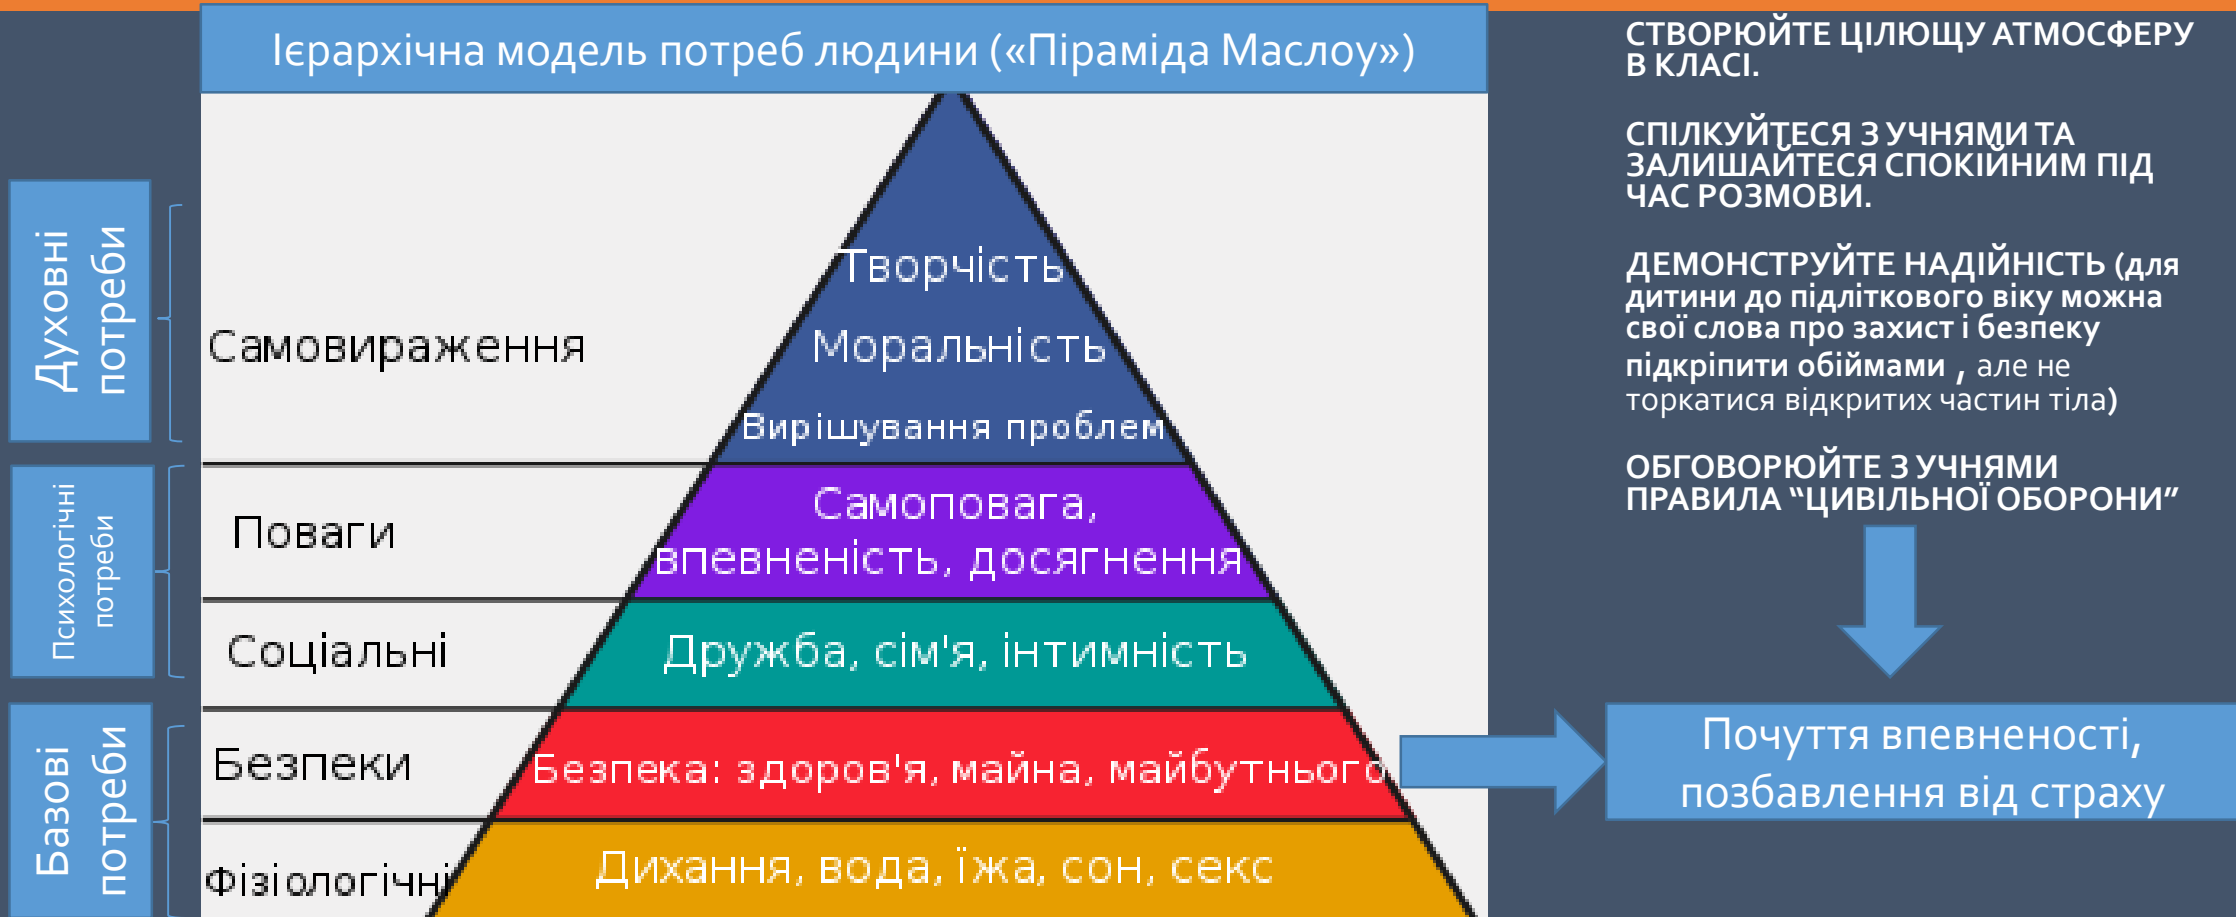 Ієрархічна модель потреб людини («Піраміда Маслоу»)
Духовні
потреби
Самовираження
Творчість
Моральність
Вирішування проблем
Психологічні
потреби
Поваги
Самоповага,
впевненість, досягнення
Соціальні
Дружба, сім'я, інтимність
Базові
потреби
Безпеки
Безпека: здоров'я, майна, майбутнього
Фізіологічні
Дихання, вода, їжа, сон, секс
СТВОРЮЙТЕ ЦІЛЮЩУ АТМОСФЕРУ
В КЛАСІ.
СПІЛКУЙТЕСЯ З УЧНЯМИ ТА
ЗАЛИШАЙТЕСЯ СПОКІЙНИМ ПІД
ЧАС РОЗМОВИ.
ДЕМОНСТРУЙТЕ НАДІЙНІСТЬ (для
дитини до підліткового віку можна
свої слова про захист і безпеку
підкріпити обіймами , але не
торкатися відкритих частин тіла)
ОБГОВОРЮЙТЕ З УЧНЯМИ
ПРАВИЛА “ЦИВІЛЬНОЇ ОБОРОНИ”
Почуття впевненості,
позбавлення від страху